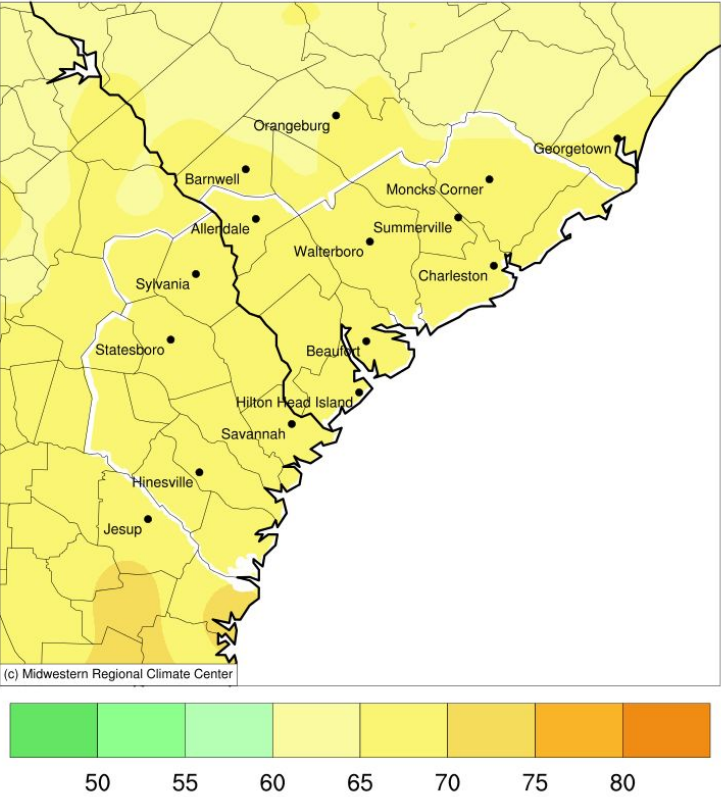 Orangeburg
Georgetown
Barnwell
Moncks Corner
Allendale
Summerville
Walterboro
Charleston
Sylvania
Statesboro
Beaufort
Hilton Head Island
Savannah
Hinesville
Jesup
(c) Midwestern Regional Climate Center
50 55 60 65 70 75 80